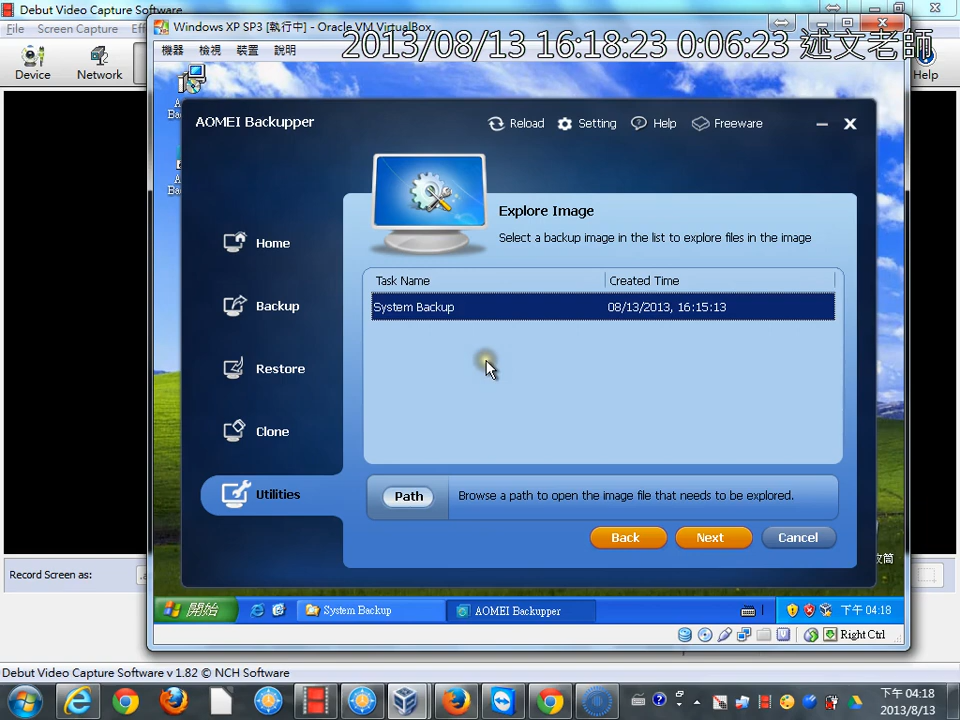 Debut Video Capture Software
File Screen Capture
Device
Network
Help
Windows XP SP3 [執行中] - Oracle VM VirtualBox
機器 檢視 裝置 說明
2013/08/13 16:18:23 0:06:23 述文老師
AOMEI Backupper
Reload Setting Help Freeware
Explore Image
Select a backup image in the list to explore files in the image
Home
Backup
Restore
Clone
Utilities
Task Name Created Time
System Backup 08/13/2013, 16:15:13
Path Browse a path to open the image file that needs to be explored.
Back Next Cancel
Record Screen as:
開始 System Backup AOMEI Backupper 下午 04:18
Right Ctrl
Debut Video Capture Software v 1.82 © NCH Software
下午 04:18
2013/8/13